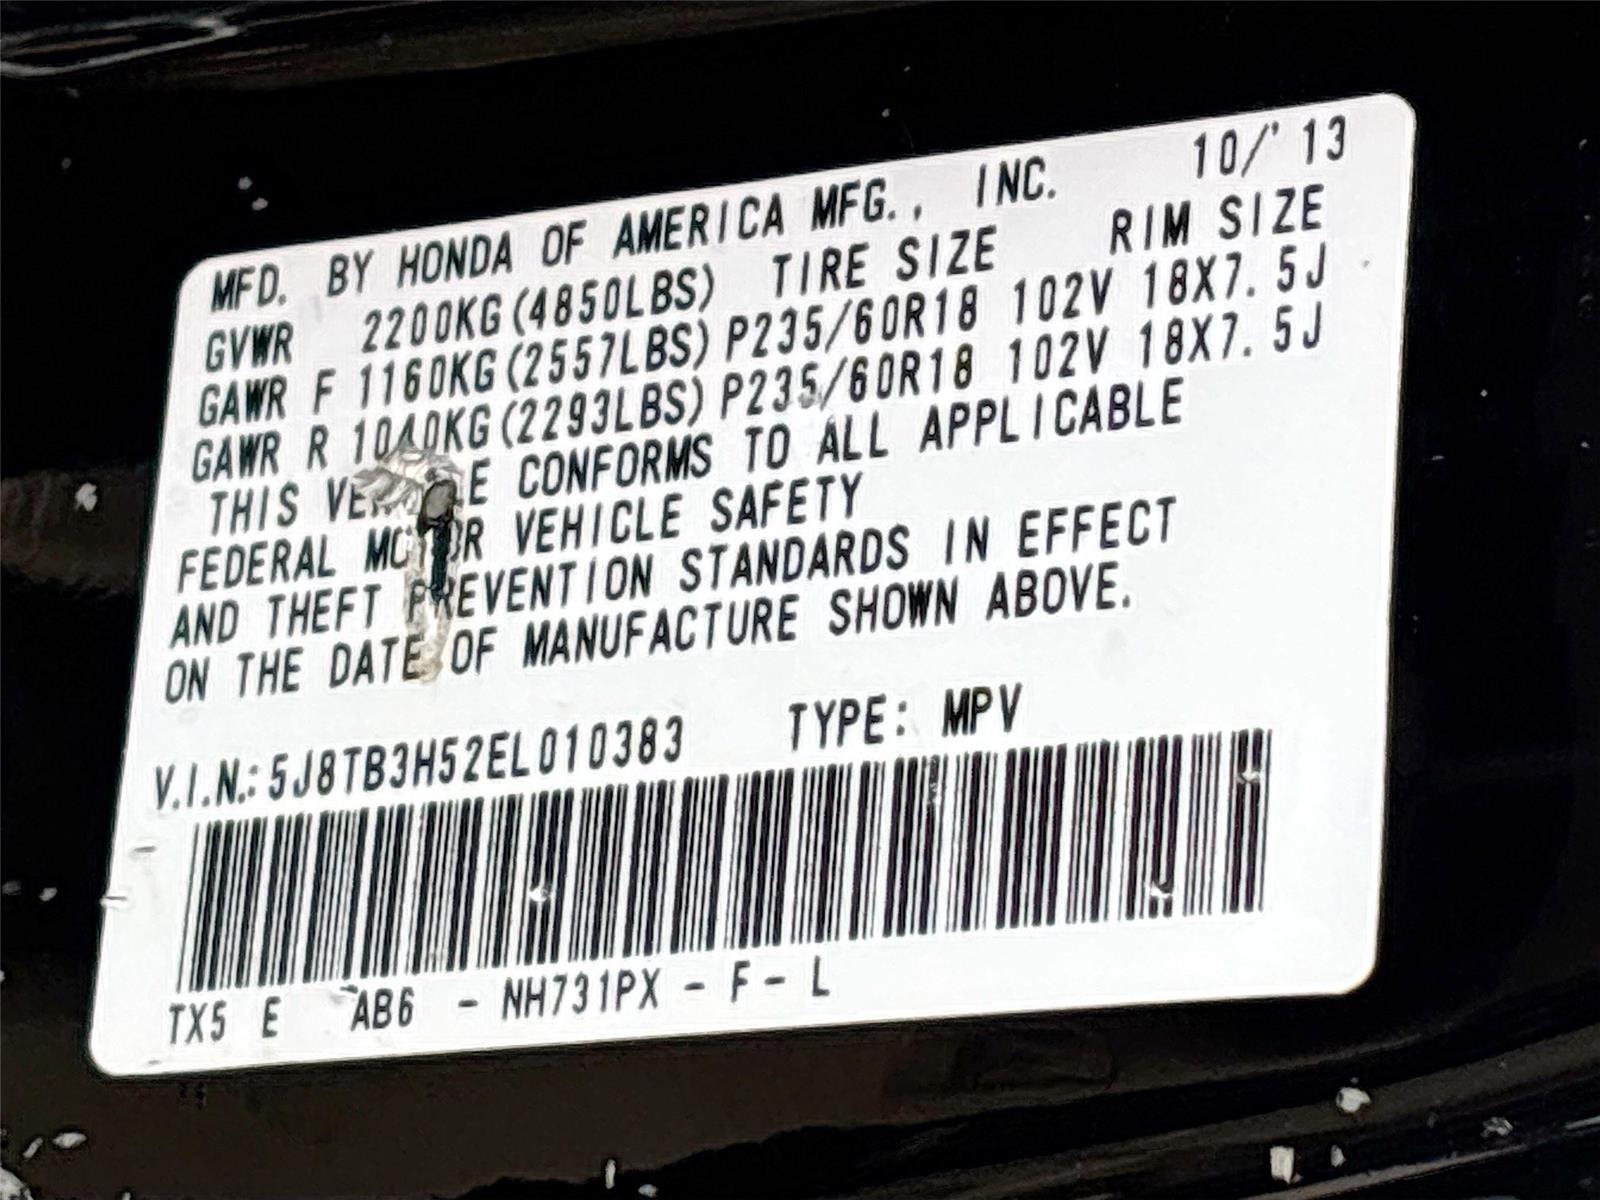 MFD. BY HONDA OF AMERICA MFG., INC. 10/'13
GVWR 2200KG(4850LBS) TIRE SIZE RIM SIZE
GAWR F 1160KG(2557LBS) P235/60R18 102V 18X7.5J
GAWR R 1040KG(2293LBS) P235/60R18 102V 18X7.5J
THIS CONFORMS TO ALL APPLICABLE
FEDERAL MOTOR VEHICLE SAFETY
AND THEFT PREVENTION STANDARDS IN EFFECT
ON THE DATE OF MANUFACTURE SHOWN ABOVE.
V.I.N.: 5J8TB3H52EL010383 TYPE: MPV
TX5 E AB6 - NH731PX - F - L